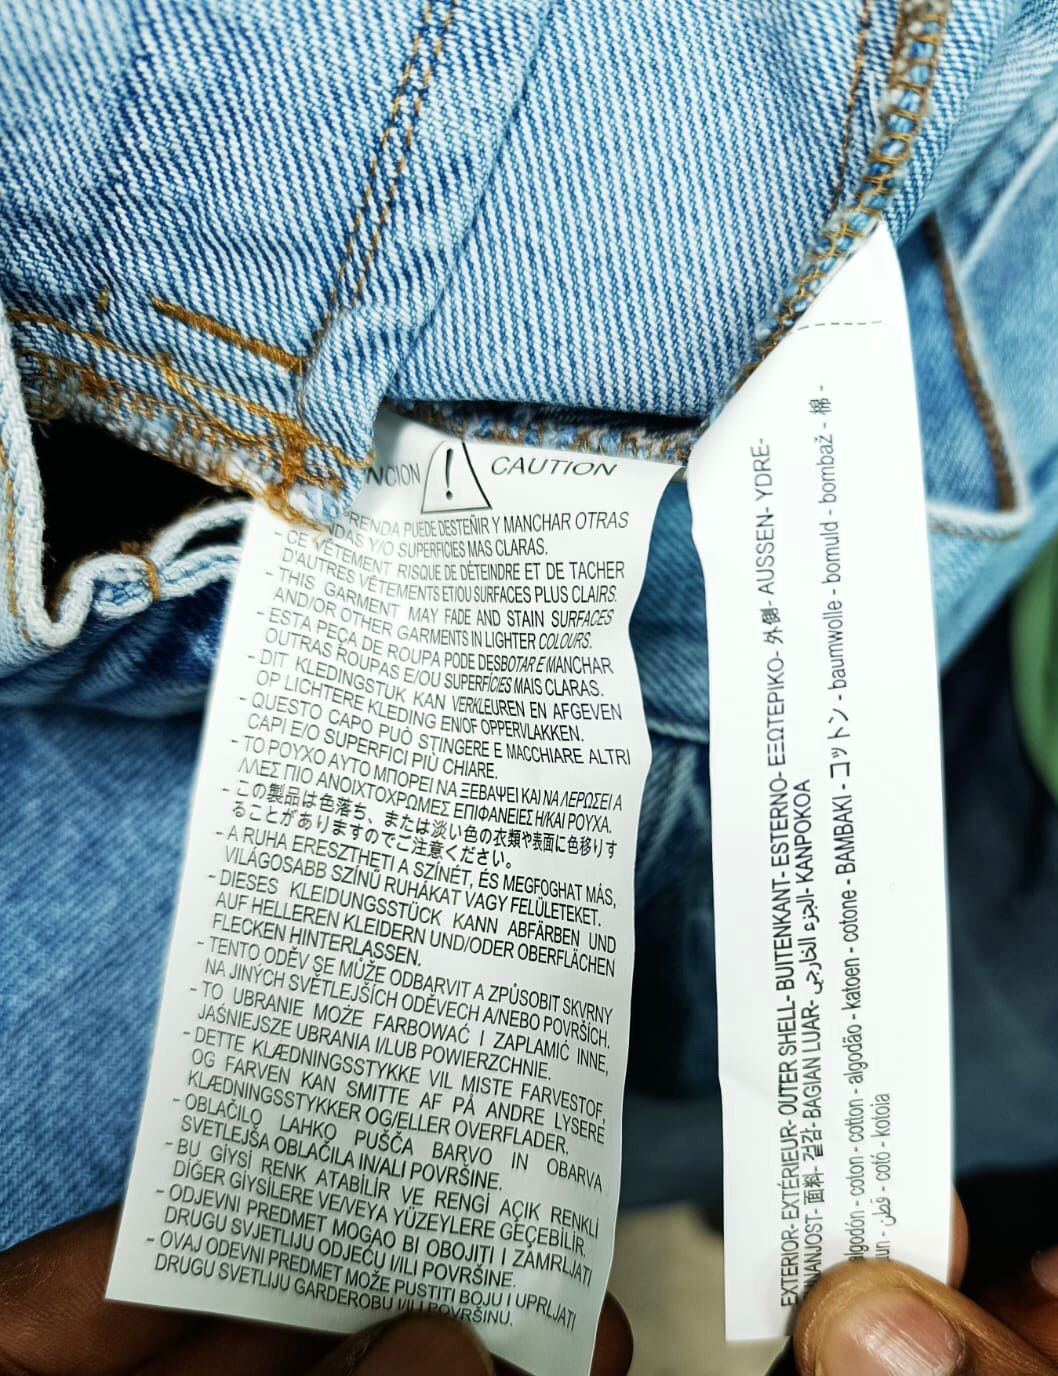 CAUTION
PUEDE DESTEÑIR Y MANCHAR OTRAS
Y/O SUPERFICIES MAS CLARAS.
- CE VÊTEMENT RISQUE DE DÉTEINDRE ET DE TACHER
D'AUTRES VÊTEMENTS ET/OU SURFACES PLUS CLAIRS.
- THIS GARMENT MAY FADE AND STAIN SURFACES
AND/OR OTHER GARMENTS IN LIGHTER COLOURS.
- ESTA PEÇA DE ROUPA PODE DESBOTAR E MANCHAR
OUTRAS ROUPAS E/OU SUPERFÍCIES MAIS CLARAS.
- DIT KLEDINGSTUK KAN VERKLEUREN EN AFGEVEN
OP LICHTERE KLEDING EN/OF OPPERVLAKKEN.
- QUESTO CAPO PUÒ STINGERE E MACCHIARE ALTRI
CAPI E/O SUPERFICI PIÙ CHIARE.
- ΤΟ ΡΟΥΧΟ ΑΥΤΟ ΜΠΟΡΕΙ ΝΑ ΞΕΒΑΨΕΙ ΚΑΙ ΝΑ ΛΕΡΩΣΕΙ Α
ΛΛΕΣ ΠΙΟ ΑΝΟΙΧΤΟΧΡΩΜΕΣ ΕΠΙΦΑΝΕΙΕΣ Η/ΚΑΙ ΡΟΥΧΑ.
- この製品は色落ち、または淡い色の衣類や表面に色移りす
ることがありますのでご注意ください。
- A RUHA ERESZTHETI A SZÍNÉT, ÉS MEGFOGHAT MÁS,
VILÁGOSABB SZÍNŰ RUHÁKAT VAGY FELÜLETEKET.
- DIESES KLEIDUNGSSTÜCK KANN ABFÄRBEN UND
AUF HELLEREN KLEIDERN UND/ODER OBERFLÄCHEN
FLECKEN HINTERLASSEN.
- TENTO ODĚV SE MŮŽE ODBARVIT A ZPŮSOBIT SKVRNY
NA JINÝCH SVĚTLEJŠÍCH ODĚVECH A/NEBO POVRŠÍCH.
- TO UBRANIE MOŻE FARBOWAĆ I ZAPLAMIĆ INNE,
JAŚNIEJSZE UBRANIA I/LUB POWIERZCHNIE.
- DETTE KLÆDNINGSSTYKKE VIL MISTE FARVESTOF,
OG FARVEN KAN SMITTE AF PÅ ANDRE LYSERE
KLÆDNINGSSTYKKER OG/ELLER OVERFLADER.
- OBLAČILO LAHKO PUŠČA BARVO IN OBARVA
SVETLEJŠA OBLAČILA IN/ALI POVRŠINE.
- BU GİYSİ RENK ATABİLİR VE RENGİ AÇIK RENKLİ
DİĞER GİYSİLERE VE/VEYA YÜZEYLERE GEÇEBİLİR.
- ODJEVNI PREDMET MOGAO BI OBOJITI I ZAMRLJATI
DRUGU SVJETLIJU ODJEĆU I/ILI POVRŠINE.
- OVAJ ODEVNI PREDMET MOŽE PUSTITI BOJU I UPRLJATI
DRUGU SVETLIJU GARDEROBU I/ILI POVRŠINU.
EXTERIOR- EXTÉRIEUR- OUTER SHELL- BUITENKANT- ESTERNO- ΕΞΩΤΕΡΙΚΟ- 外側- AUSSEN- YDRE-
ZUNANJOST- 面料- 겉감- BAGIAN LUAR- الجزء الخارجي- KANPOKOA
algodón - coton - cotton - algodão - katoen - cotone - ΒΑΜΒΑΚΙ - コットン - baumwolle - bomuld - bombaž - 棉 -
قطن - cotó - kotoia